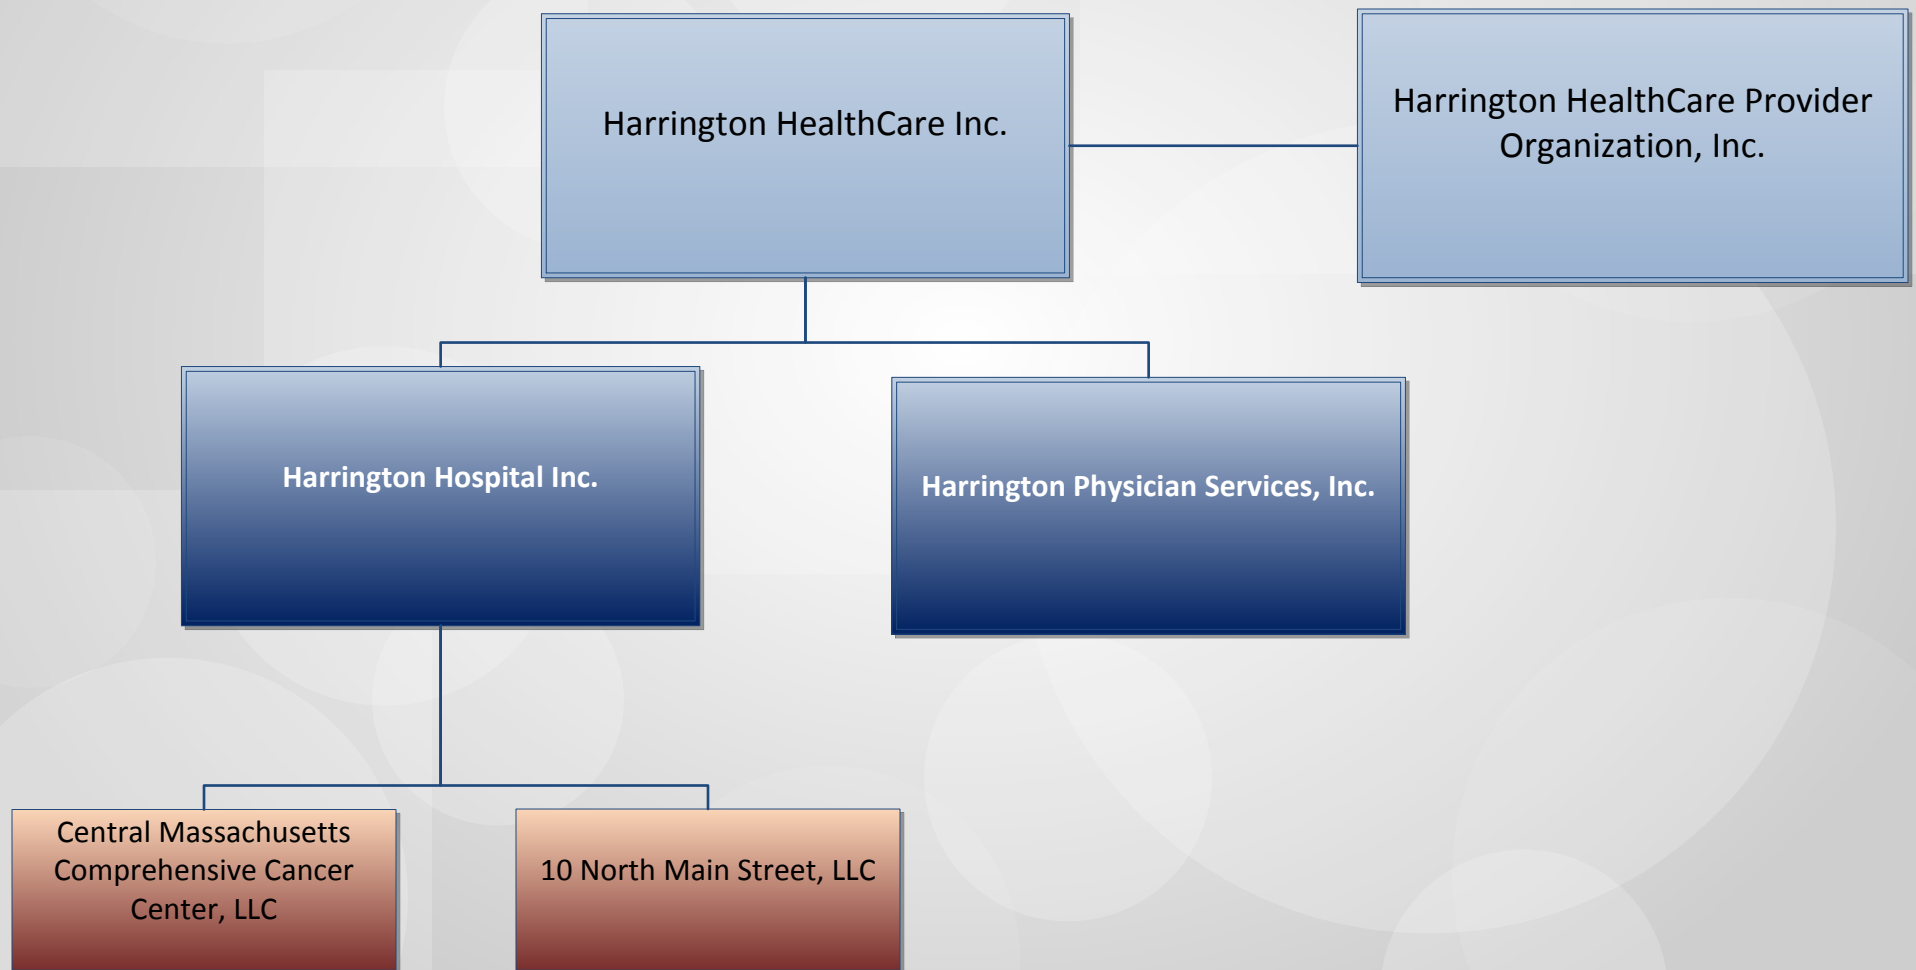 Harrington HealthCare Inc.
Harrington HealthCare Provider
Organization, Inc.
Harrington Hospital Inc.
Harrington Physician Services, Inc.
Central Massachusetts
Comprehensive Cancer
Center, LLC
10 North Main Street, LLC